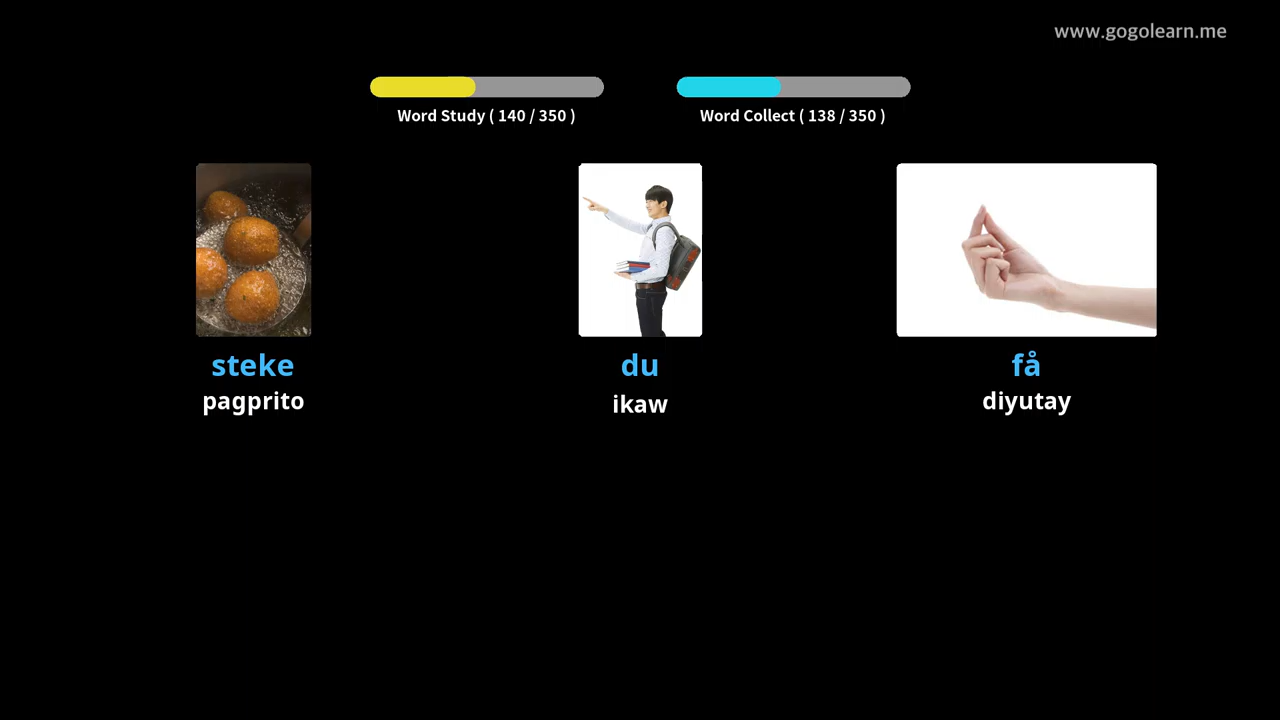 www.gogolearn.me
Word Study ( 140 / 350 )
Word Collect ( 138 / 350 )
steke
pagprito
du
ikaw
få
diyutay